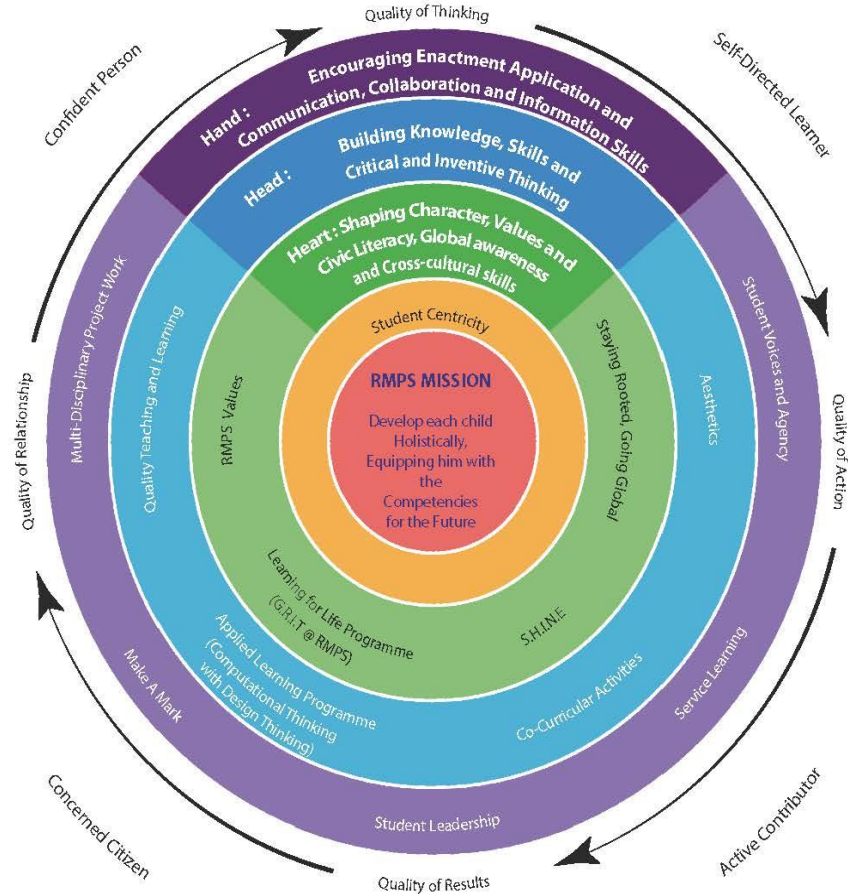 Quality of Thinking
Confident Person
Self-Directed Learner
Hand : Encouraging Enactment Application and
Communication, Collaboration and Information Skills
Head : Building Knowledge, Skills and
Critical and Inventive Thinking
Heart : Shaping Character, Values and
Civic Literacy, Global awareness
and Cross-cultural skills
Student Centricity
RMPS MISSION
Develop each child
Holistically,
Equipping him with
the
Competencies
for the Future
Quality of Relationship
Multi-Disciplinary Project Work
Quality Teaching and Learning
RMPS Values
Staying Rooted, Going Global
Aesthetics
Student Voices and Agency
Quality of Action
Learning for Life Programme
(G.R.I.T @ RMPS)
S.H.I.N.E
Applied Learning Programme
(Computational Thinking
with Design Thinking)
Co-Curricular Activities
Make A Mark
Service Learning
Student Leadership
Concerned Citizen
Active Contributor
Quality of Results